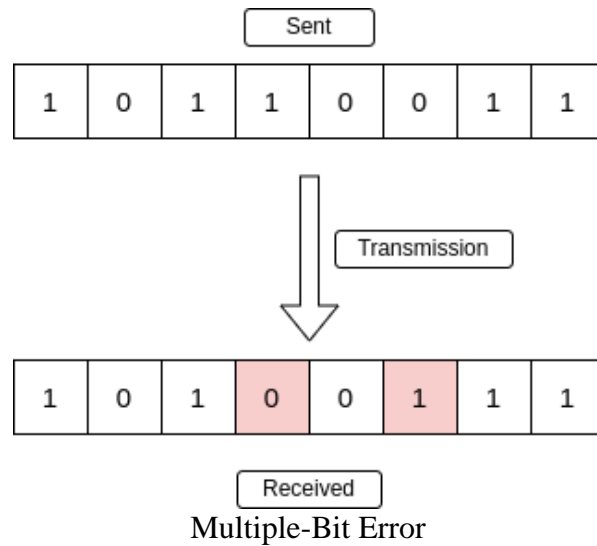 Sent
1 0 1 1 0 0 1 1
Transmission
1 0 1 0 0 1 1 1
Received
Multiple-Bit Error